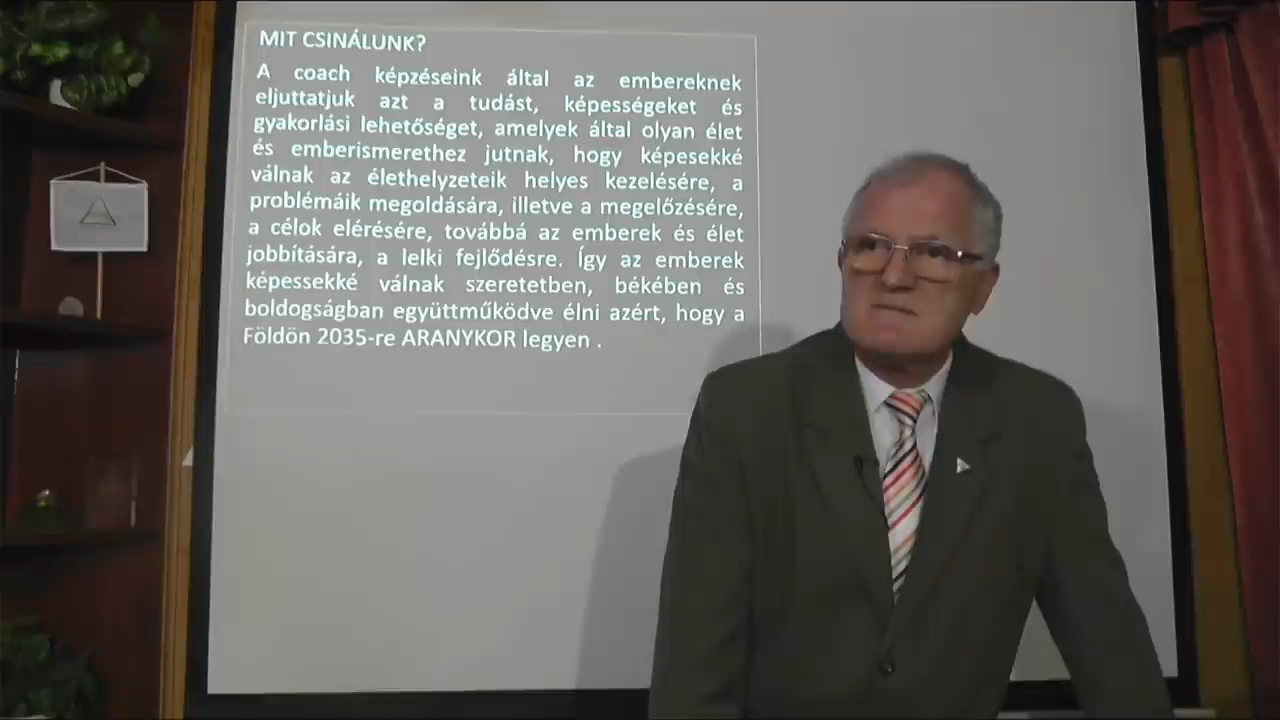 MIT CSINÁLUNK?
A coach képzéseink által az embereknek
eljuttatjuk azt a tudást, képességeket és
gyakorlási lehetőséget, amelyek által olyan élet
és emberismerethez jutnak, hogy képesekké
válnak az élethelyzeteik helyes kezelésére, a
problémáik megoldására, illetve a megelőzésére,
a célok elérésére, továbbá az emberek és élet
jobbítására, a lelki fejlődésre. Így az emberek
képessekké válnak szeretetben, békében és
boldogságban együttműködve élni azért, hogy a
Földön 2035-re ARANYKOR legyen .